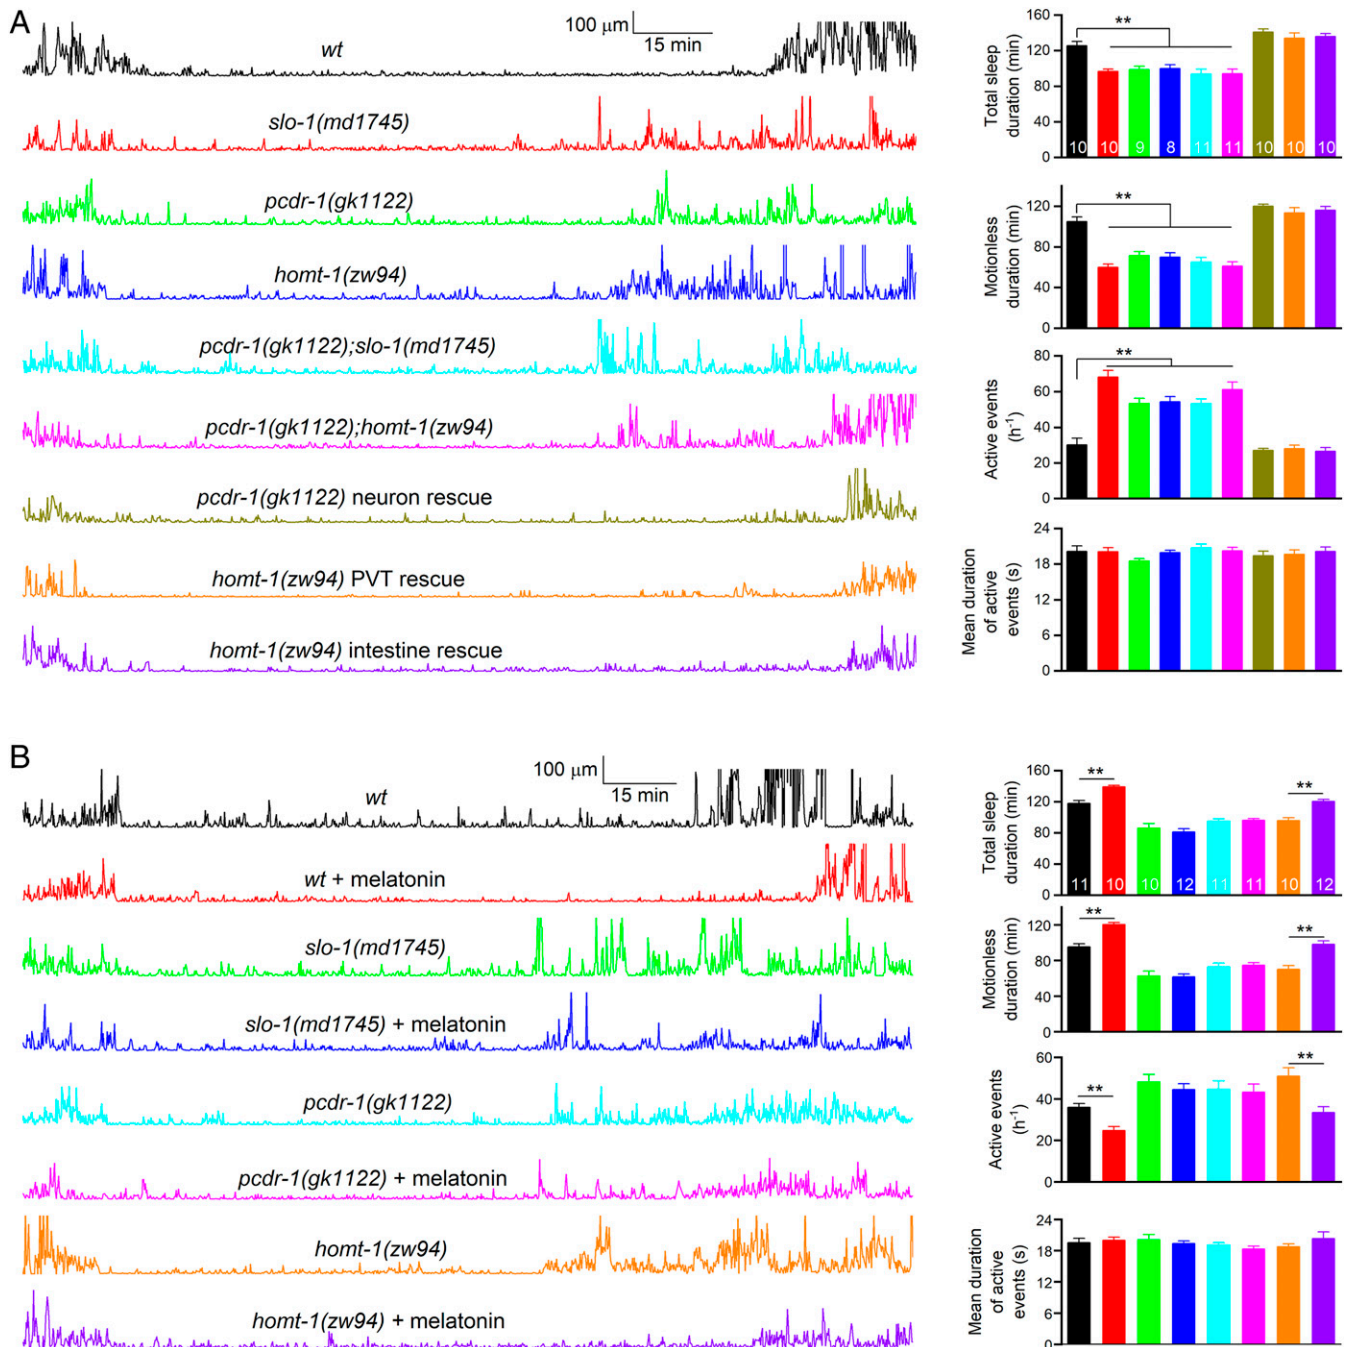 A
100 μm
15 min
wt
slo-1(md1745)
pcdr-1(gk1122)
homt-1(zw94)
pcdr-1(gk1122);slo-1(md1745)
pcdr-1(gk1122);homt-1(zw94)
pcdr-1(gk1122) neuron rescue
homt-1(zw94) PVT rescue
homt-1(zw94) intestine rescue
Total sleep
duration (min)
160
120
80
40
0
**
10 10 9 8 11 11 10 10 10
Motionless
duration (min)
120
80
40
0
**
Active events
(h-1)
80
60
40
20
0
**
Mean duration
of active
events (s)
24
18
12
6
0
B
100 μm
15 min
wt
wt + melatonin
slo-1(md1745)
slo-1(md1745) + melatonin
pcdr-1(gk1122)
pcdr-1(gk1122) + melatonin
homt-1(zw94)
homt-1(zw94) + melatonin
Total sleep
duration (min)
160
120
80
40
0
** **
11 10 10 12 11 11 10 12
Motionless
duration (min)
120
80
40
0
** **
Active events
(h-1)
60
40
20
0
** **
Mean duration
of active
events (s)
24
18
12
6
0